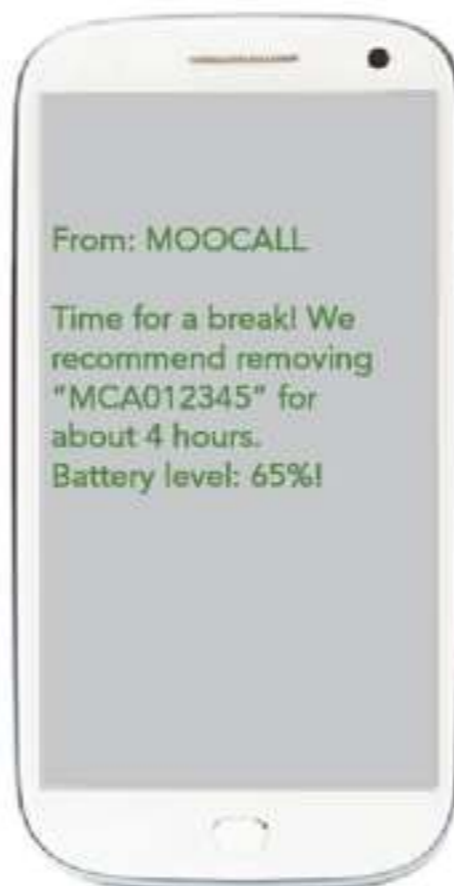 From: MOOCALL
Time for a break! We
recommend removing
“MCA012345” for
about 4 hours.
Battery level: 65%!